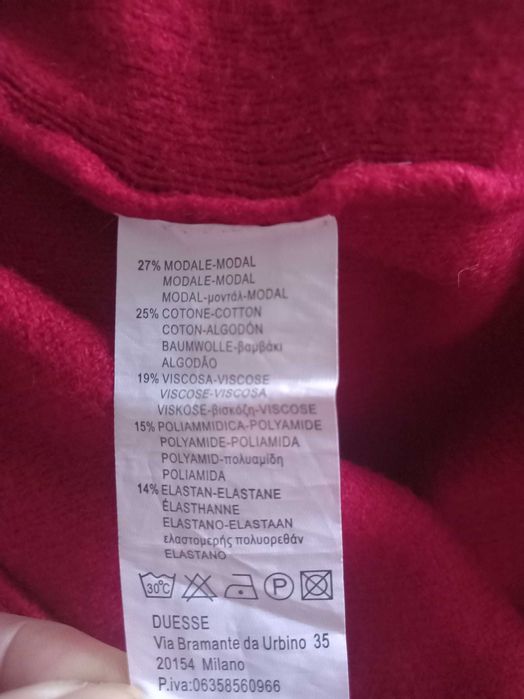 27% MODALE-MODAL
MODALE-MODAL
MODAL-μοντάλ-MODAL
25% COTONE-COTTON
COTON-ALGODÓN
BAUMWOLLE-βαμβάκι
ALGODÃO
19% VISCOSA-VISCOSE
VISCOSE-VISCOSA
VISKOSE-βισκόζη-VISCOSE
15% POLIAMMIDICA-POLYAMIDE
POLYAMIDE-POLIAMIDA
POLYAMID-πολυαμίδη
POLIAMIDA
14% ELASTAN-ELASTANE
ÉLASTHANNE
ELASTANO-ELASTAAN
ελαστομερής πολυορεθάν
ELASTANO
30°C P
DUESSE
Via Bramante da Urbino 35
20154 Milano
P.iva:06358560966